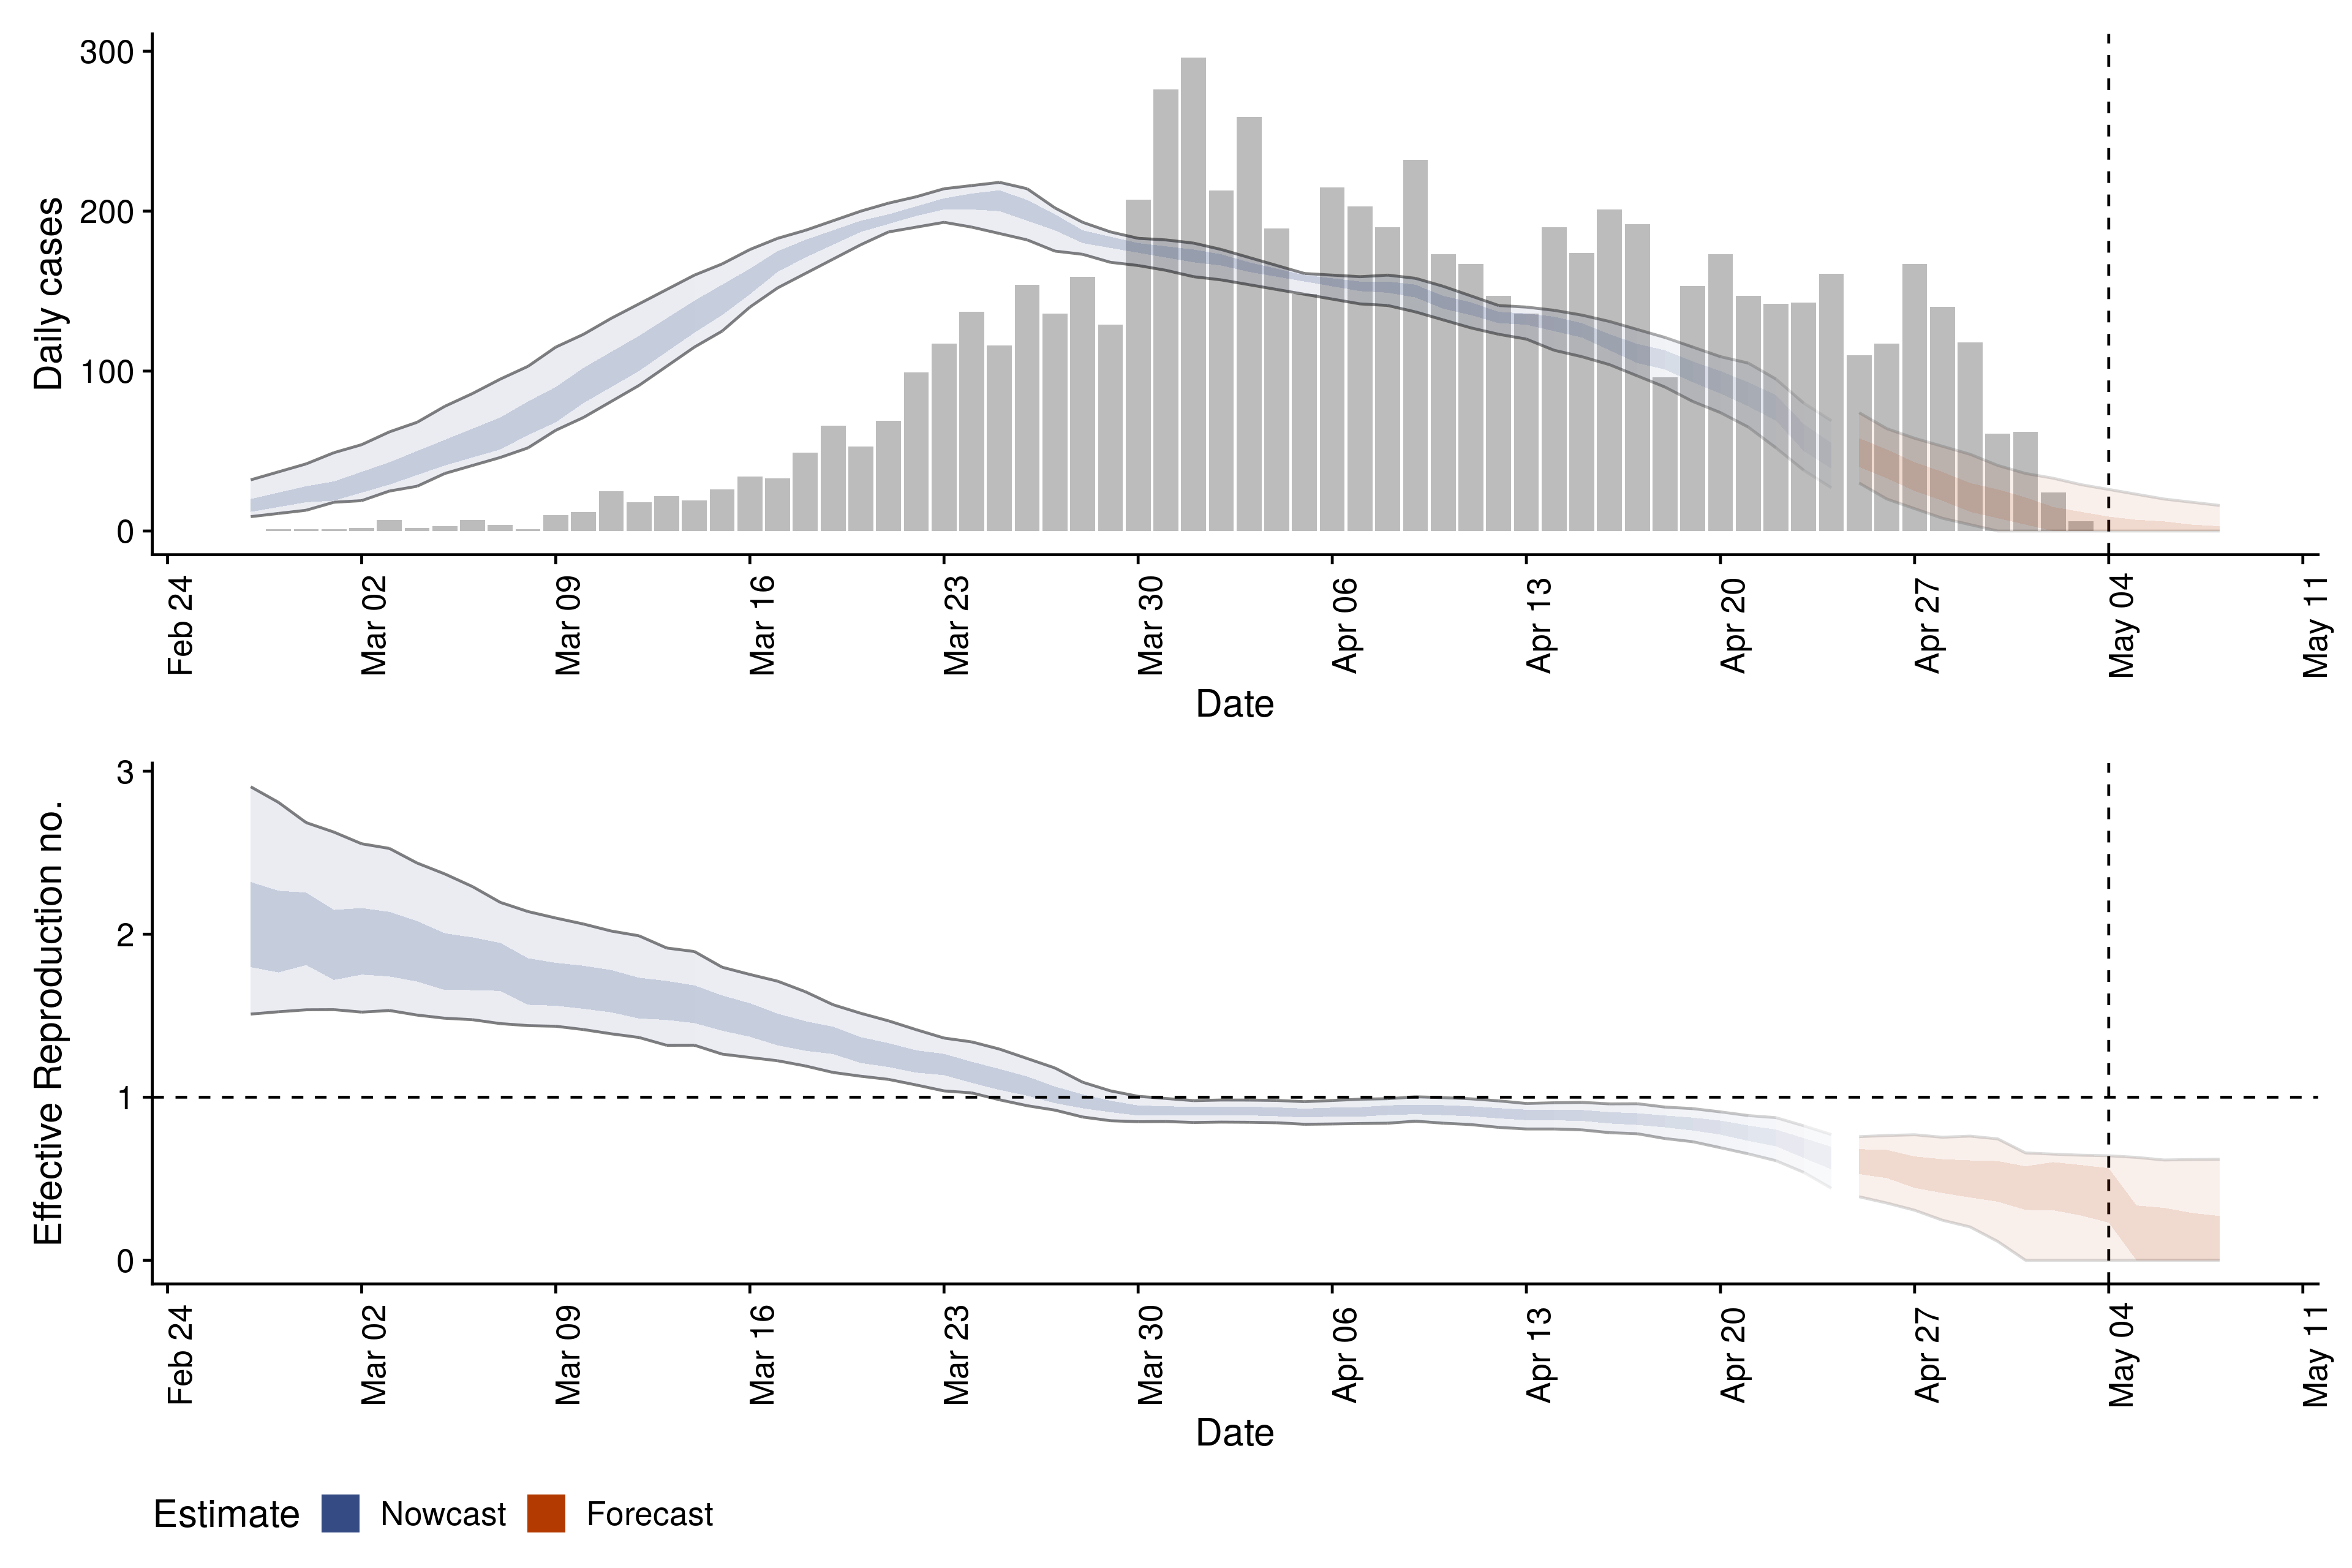 300
200
100
0
Daily cases
Feb 24
Mar 02
Mar 09
Mar 16
Mar 23
Mar 30
Apr 06
Apr 13
Apr 20
Apr 27
May 04
May 11
Date
3
2
1
0
Effective Reproduction no.
Feb 24
Mar 02
Mar 09
Mar 16
Mar 23
Mar 30
Apr 06
Apr 13
Apr 20
Apr 27
May 04
May 11
Date
Estimate Nowcast Forecast